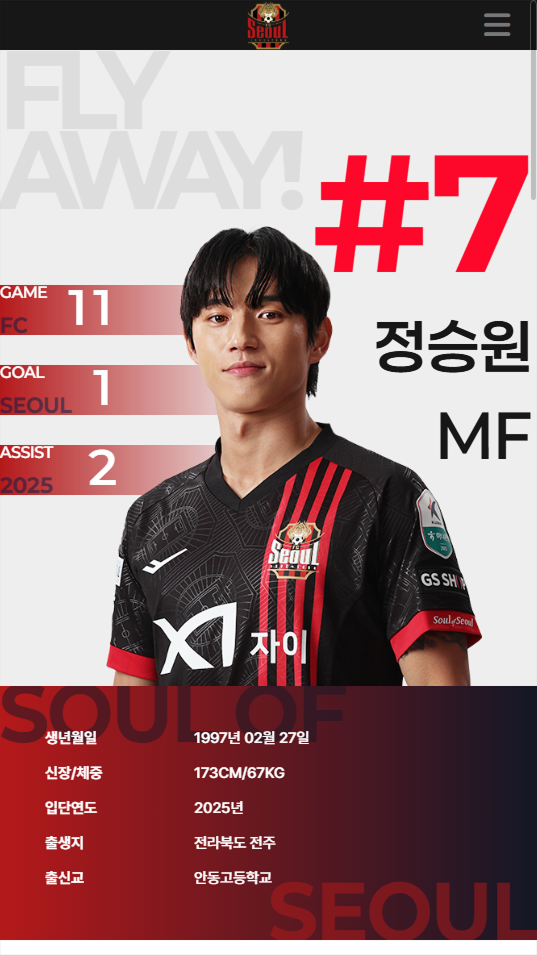 Seoul
FLY
AWAY!
#7
GAME 11
FC
정승원
GOAL 1
SEOUL
MF
ASSIST 2
2025
FC
Seoul
GS SHOP
Soul of Seoul
자이
SOUL OF
생년월일 1997년 02월 27일
신장/체중 173CM/67KG
입단연도 2025년
출생지 전라북도 전주
출신교 안동고등학교
SEOUL